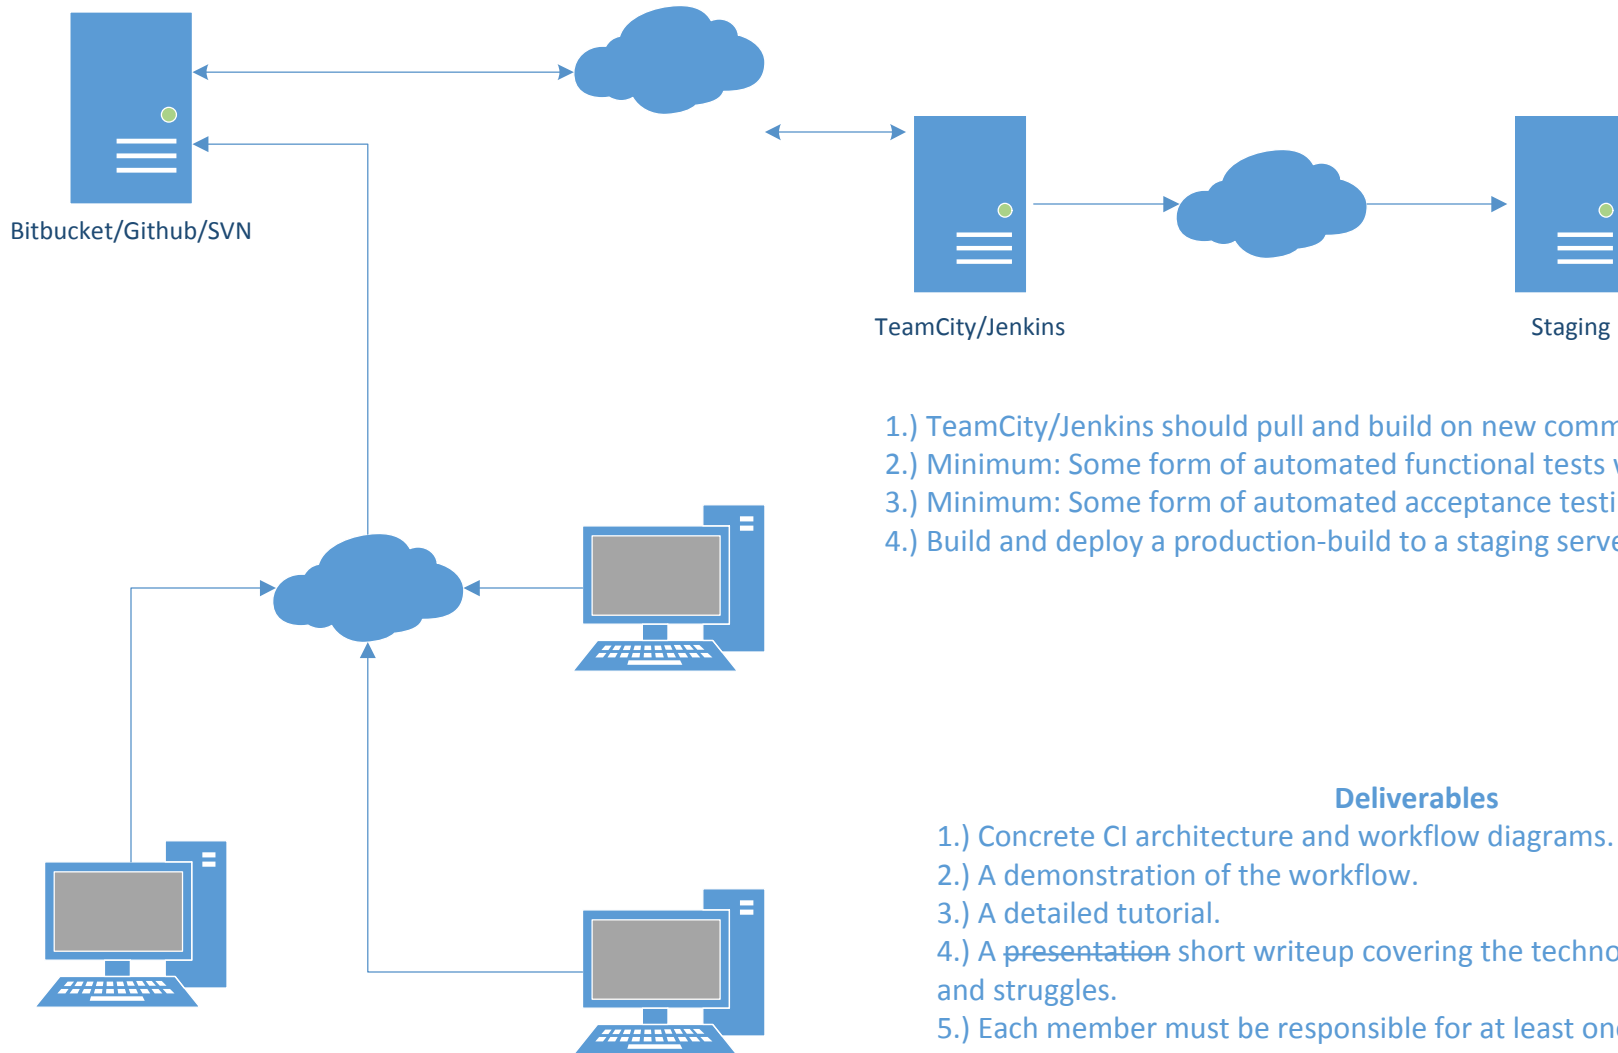 Bitbucket/Github/SVN
TeamCity/Jenkins
Staging
1.) TeamCity/Jenkins should pull and build on new comm
2.) Minimum: Some form of automated functional tests
3.) Minimum: Some form of automated acceptance testi
4.) Build and deploy a production-build to a staging serve
Deliverables
1.) Concrete CI architecture and workflow diagrams.
2.) A demonstration of the workflow.
3.) A detailed tutorial.
4.) A presentation short writeup covering the techno
and struggles.
5.) Each member must be responsible for at least one